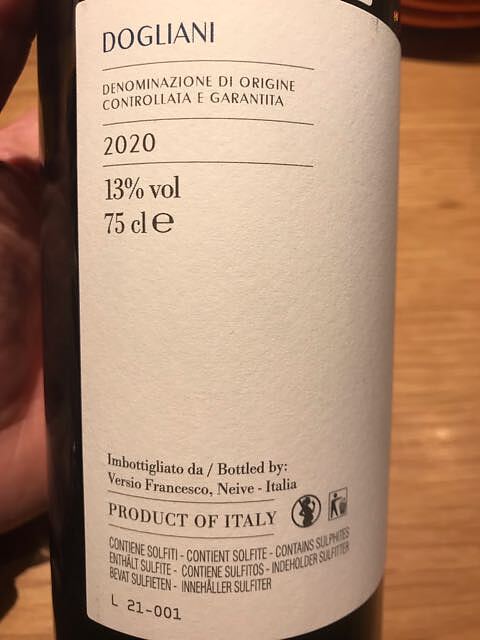 DOGLIANI
DENOMINAZIONE DI ORIGINE
CONTROLLATA E GARANTITA
2020
13% vol
75 cl ℮
Imbottigliato da / Bottled by:
Versio Francesco, Neive - Italia
PRODUCT OF ITALY
CONTIENE SOLFITI - CONTIENT SOLFITE - CONTAINS SULPHITES
ENTHÄLT SULFITE - CONTIENE SULFITOS - INDEHOLDER SULFITTER
BEVAT SULFIETEN - INNEHÅLLER SULFITER
L 21-001